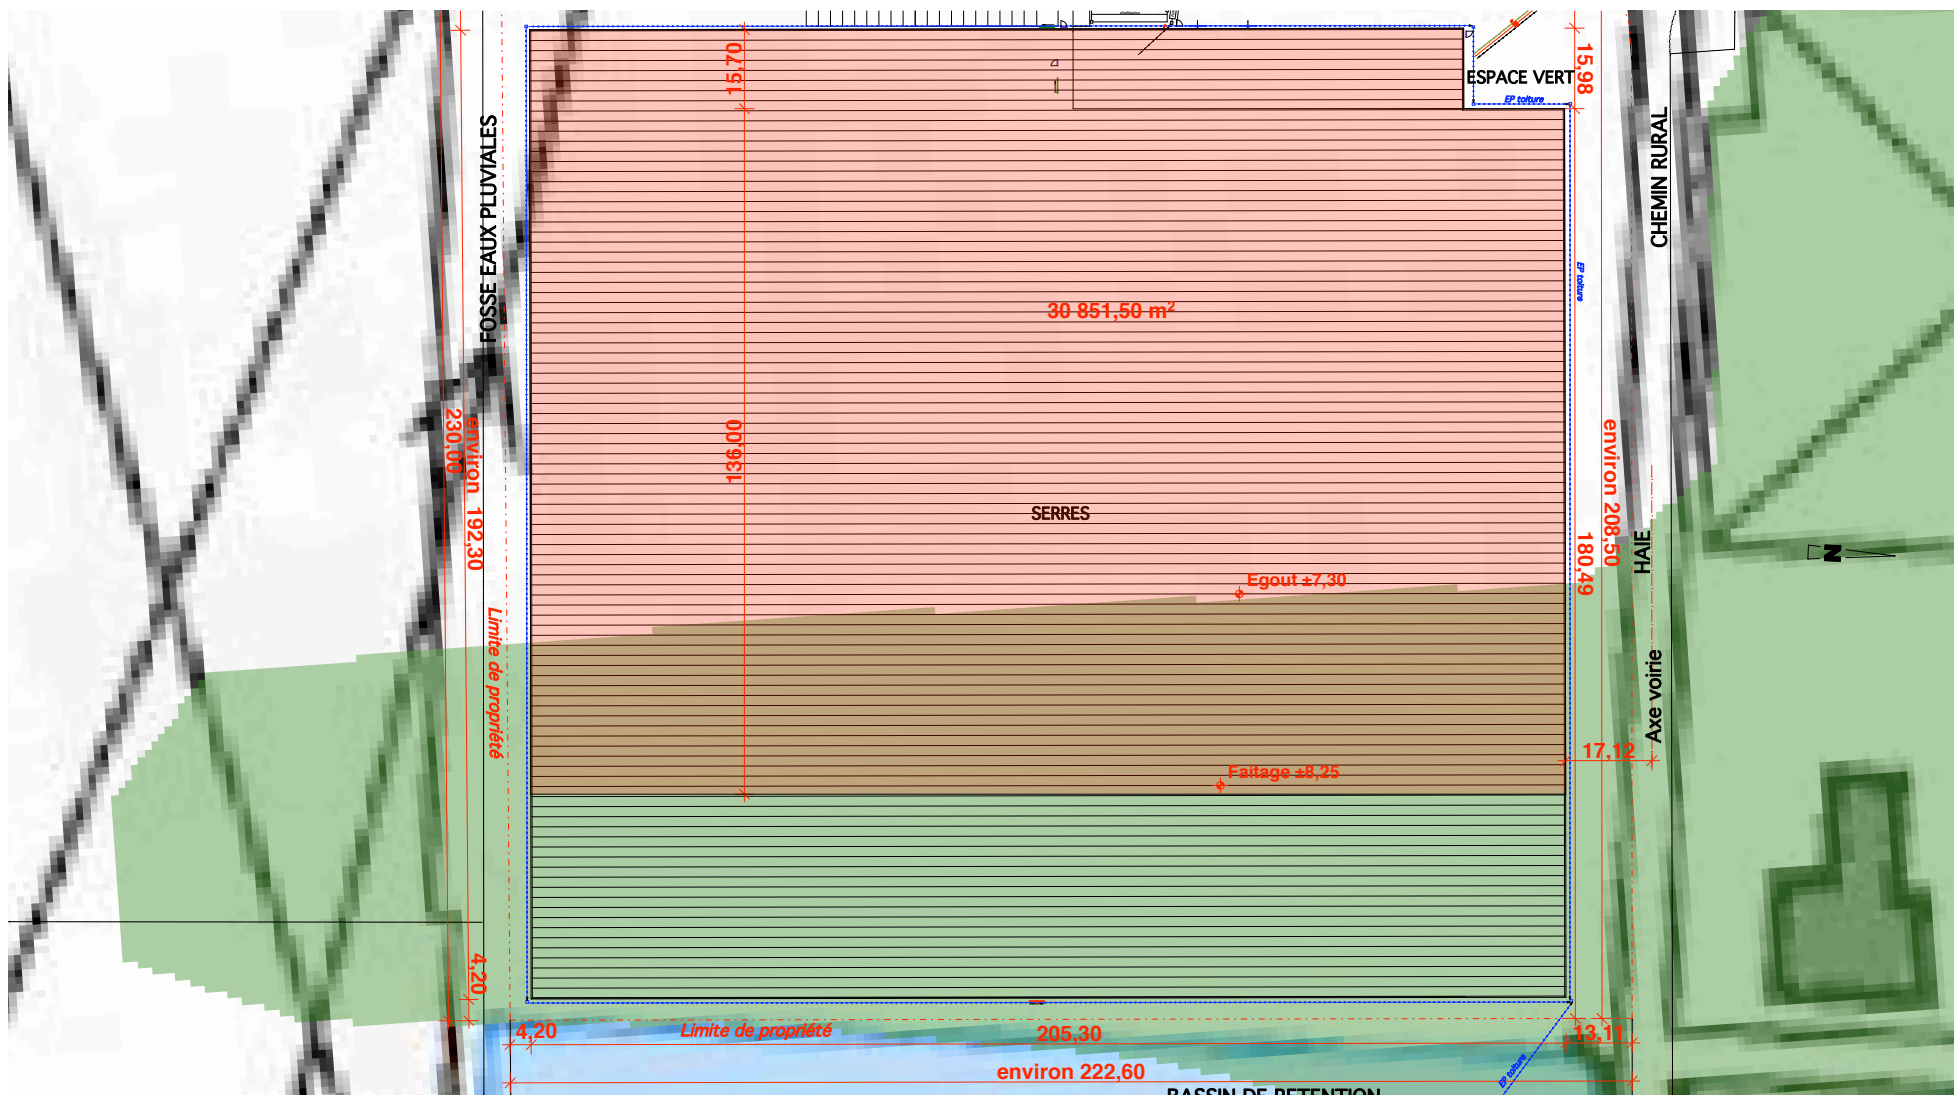 15,70
15,98
ESPACE VERT
EP toiture
FOSSE EAUX PLUVIALES
CHEMIN RURAL
EP toiture
30 851,50 m²
136,00
230,00
environ 192,30
environ 208,50
SERRES
180,49
HAIE
N
Egout ±7,30
Limite de propriété
Axe voirie
17,12
Faitage ±8,25
4,20
4,20
Limite de propriété
205,30
13,11
environ 222,60
EP toiture
BASSIN DE RETENTION